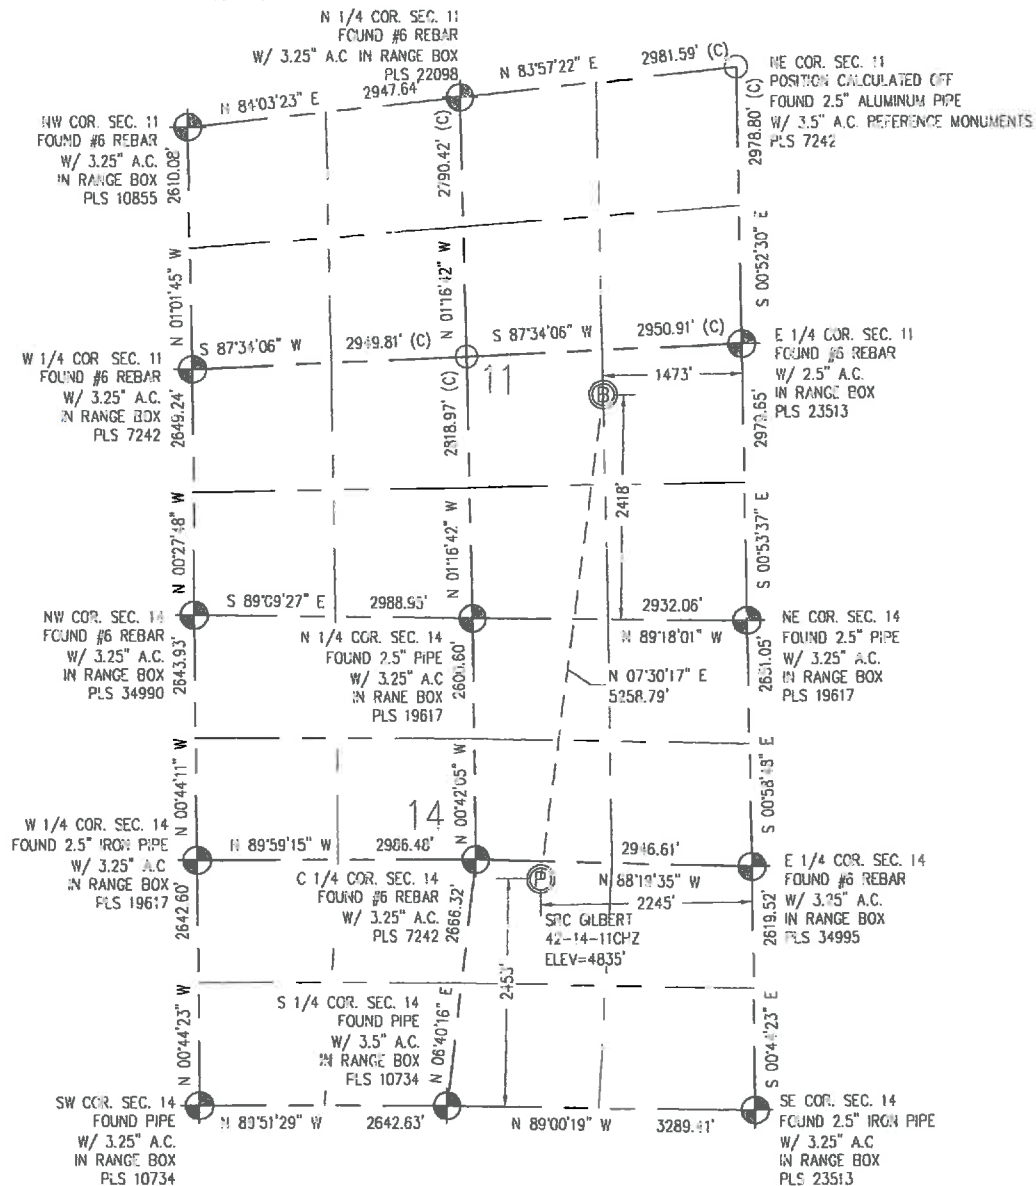 N 1/4 COR. SEC. 11
FOUND #6 REBAR
W/ 3.25" A.C IN RANGE BOX
PLS 22098
N 84°03'23" E
2947.64'
N 83°57'22" E
2981.59' (C)
NE COR. SEC. 11
POSITION CALCULATED OFF
FOUND 2.5" ALUMINUM PIPE
W/ 3.5" A.C. REFERENCE MONUMENTS
PLS 7242
NW COR. SEC. 11
FOUND #6 REBAR
W/ 3.25" A.C.
IN RANGE BOX
PLS 10855
2610.08'
2790.42' (C)
2978.80' (C)
N 01°01'45" W
N 01°16'42" W
S 00°52'30" E
S 87°34'06" W
2949.81' (C)
S 87°34'06" W
2950.91' (C)
W 1/4 COR. SEC. 11
FOUND #6 REBAR
W/ 3.25" A.C.
IN RANGE BOX
PLS 7242
11
1473'
B
E 1/4 COR. SEC. 11
FOUND #6 REBAR
W/ 2.5" A.C.
IN RANGE BOX
PLS 23513
2649.24'
2818.97' (C)
2418'
N 00°27'48" W
N 01°16'42" W
S 00°53'37" E
S 89°09'27" E
2988.95'
2932.06'
N 89°18'01" W
NW COR. SEC. 14
FOUND #6 REBAR
W/ 3.25" A.C.
IN RANGE BOX
PLS 34990
N 1/4 COR. SEC. 14
FOUND 2.5" PIPE
W/ 3.25" A.C
IN RANE BOX
PLS 19617
NE COR. SEC. 14
FOUND 2.5" PIPE
W/ 3.25" A.C.
IN RANGE BOX
PLS 19617
2643.93'
N 07°30'17" E
5258.79'
N 00°44'11" W
N 00°42'05" W
14
W 1/4 COR. SEC. 14
FOUND 2.5" IRON PIPE
W/ 3.25" A.C
IN RANGE BOX
PLS 19617
N 89°59'15" W
2986.48'
2946.61'
N 88°19'35" W
2245'
C 1/4 COR. SEC. 14
FOUND #6 REBAR
W/ 3.25" A.C.
PLS 7242
E 1/4 COR. SEC. 14
FOUND #6 REBAR
W/ 3.25" A.C.
IN RANGE BOX
PLS 34995
SRC GILBERT
42-14-11CHZ
ELEV=4835'
2642.60'
2666.32'
2619.52'
S 1/4 COR. SEC. 14
FOUND PIPE
W/ 3.5" A.C.
IN RANGE BOX
PLS 10734
N 00°44'23" W
N 06°40'16" E
S 00°44'23" E
SW COR. SEC. 14
FOUND PIPE
W/ 3.25" A.C.
IN RANGE BOX
PLS 10734
N 89°51'29" W
2642.63'
N 89°00'19" W
3289.41'
SE COR. SEC. 14
FOUND 2.5" IRON PIPE
W/ 3.25" A.C
IN RANGE BOX
PLS 23513